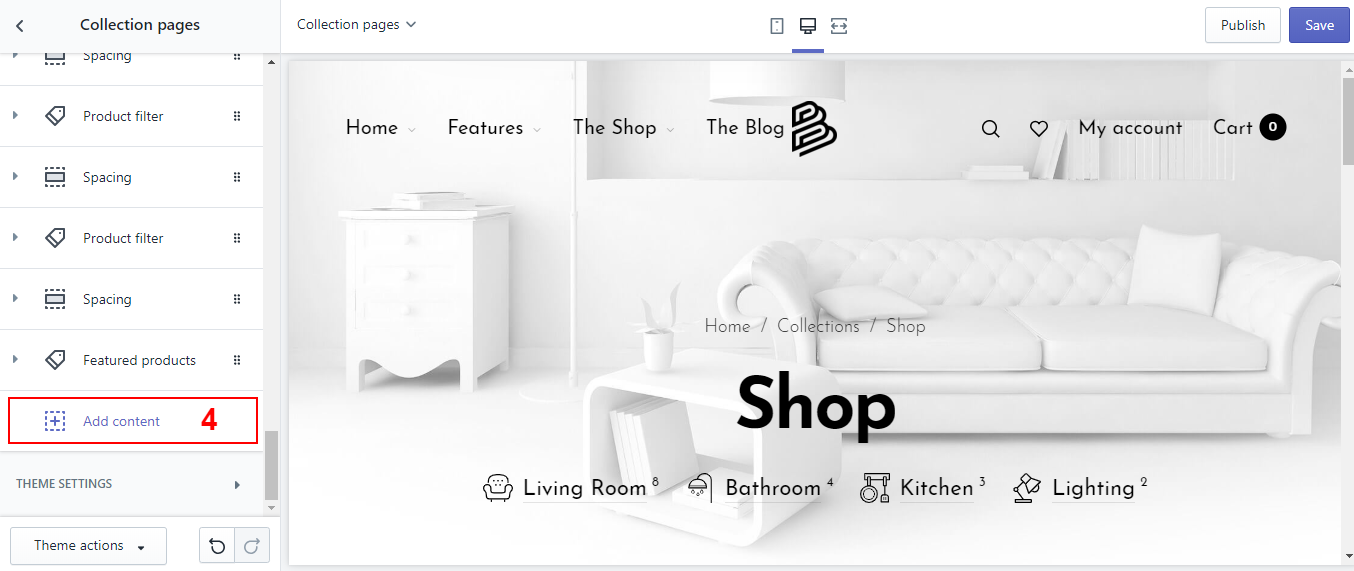 Collection pages
Spacing
Product filter
Spacing
Product filter
Spacing
Featured products
Add content 4
THEME SETTINGS
Theme actions
Collection pages
Publish Save
Home Features The Shop The Blog My account Cart 0
Home / Collections / Shop
Shop
Living Room 8 Bathroom 4 Kitchen 3 Lighting 2